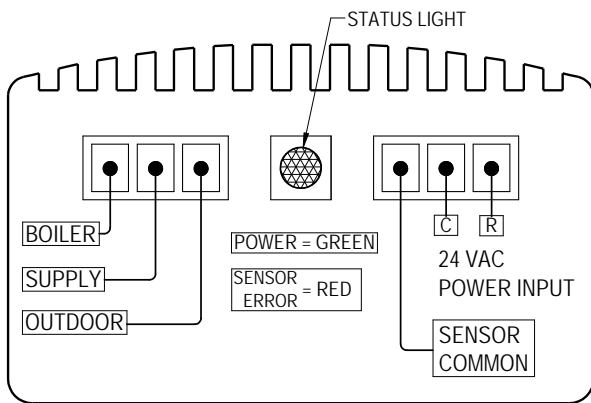 STATUS LIGHT
BOILER
SUPPLY
OUTDOOR
POWER = GREEN
SENSOR
ERROR = RED
C R
24 VAC
POWER INPUT
SENSOR
COMMON